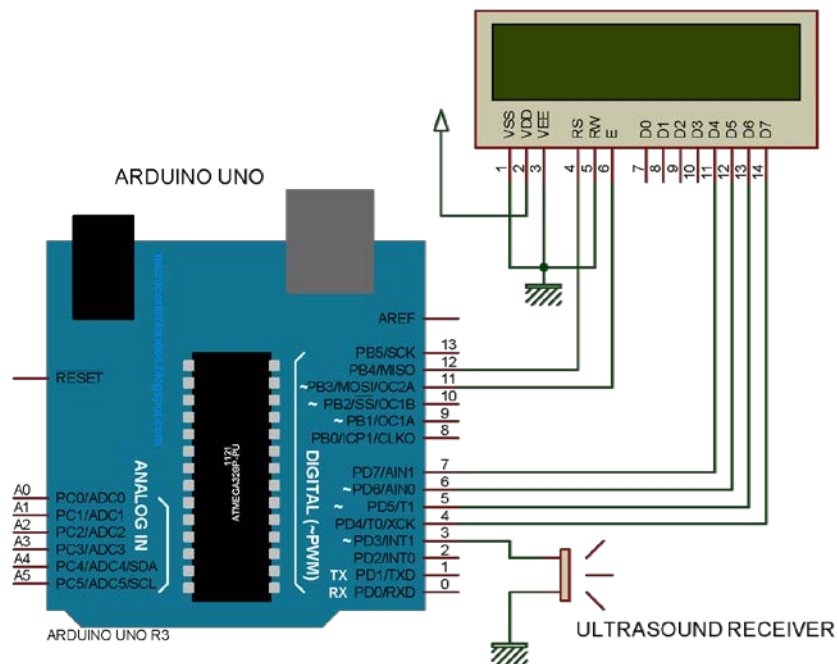 VSS VDD VEE RS RW E D0 D1 D2 D3 D4 D5 D6 D7
1 2 3 4 5 6 7 8 9 10 11 12 13 14
ARDUINO UNO
microcontrolandos.blogspot.com
AREF
RESET
PB5/SCK 13
PB4/MISO 12
~PB3/MOSI/OC2A 11
~ PB2/SS/OC1B 10
~ PB1/OC1A 9
PB0/ICP1/CLKO 8
1121
ATMEGA328P-PU
ANALOG IN
DIGITAL (~PWM)
PD7/AIN1 7
~ PD6/AIN0 6
~ PD5/T1 5
PD4/T0/XCK 4
~ PD3/INT1 3
PD2/INT0 2
TX PD1/TXD 1
RX PD0/RXD 0
A0 PC0/ADC0
A1 PC1/ADC1
A2 PC2/ADC2
A3 PC3/ADC3
A4 PC4/ADC4/SDA
A5 PC5/ADC5/SCL
ARDUINO UNO R3
ULTRASOUND RECEIVER